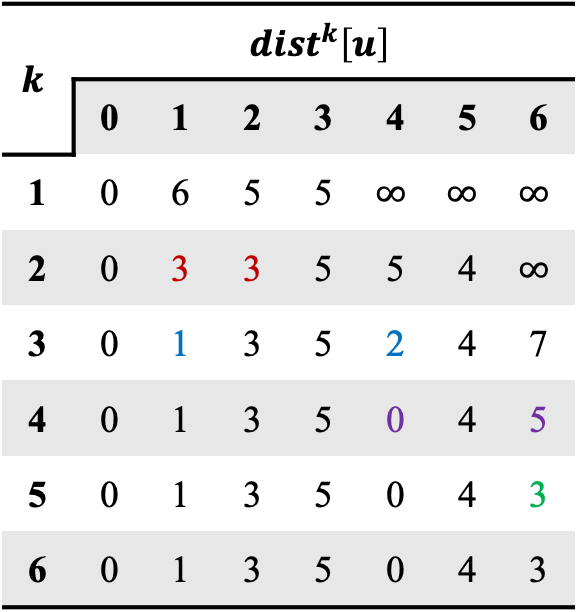 k dist^k[u]
0 1 2 3 4 5 6
1 0 6 5 5 ∞ ∞ ∞
2 0 3 3 5 5 4 ∞
3 0 1 3 5 2 4 7
4 0 1 3 5 0 4 5
5 0 1 3 5 0 4 3
6 0 1 3 5 0 4 3